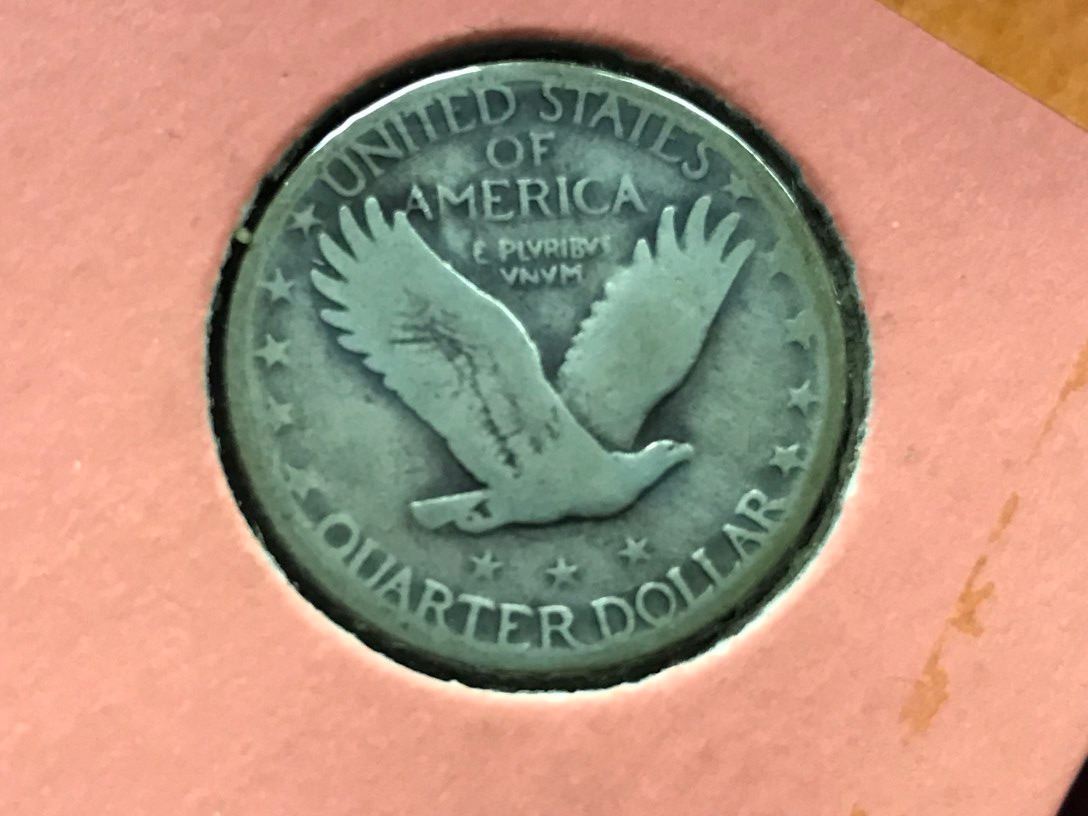 UNITED STATES
OF
AMERICA
E PLVRIBVS
VNVM
QUARTER DOLLAR